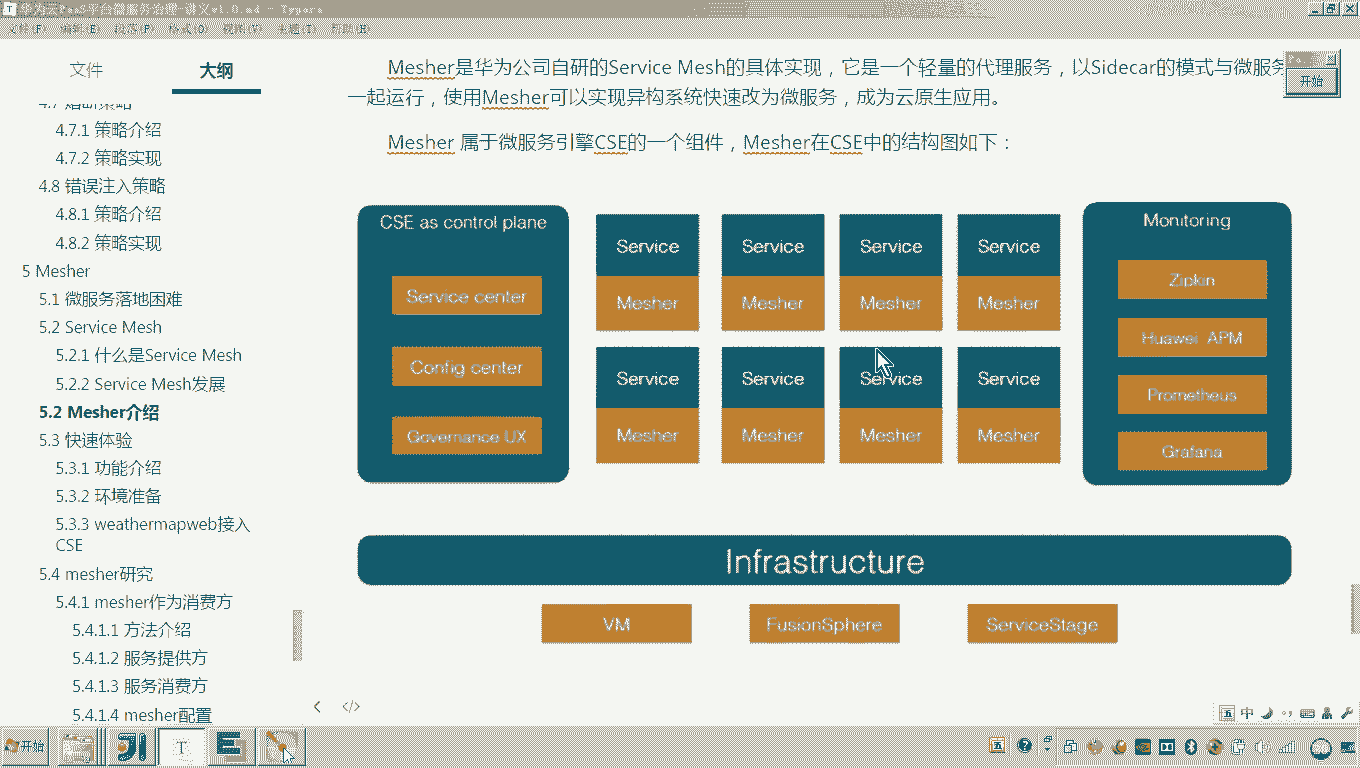 华为云PaaS平台微服务治理-讲义v1.0.md - Typora
文件(F) 编辑(E) 段落(P) 格式(O) 视图(V) 主题(T) 帮助(H)
文件 大纲
4.7 熔断策略
4.7.1 策略介绍
4.7.2 策略实现
4.8 错误注入策略
4.8.1 策略介绍
4.8.2 策略实现
5 Mesher
5.1 微服务落地困难
5.2 Service Mesh
5.2.1 什么是Service Mesh
5.2.2 Service Mesh发展
5.2 Mesher介绍
5.3 快速体验
5.3.1 功能介绍
5.3.2 环境准备
5.3.3 weathermapweb接入
CSE
5.4 mesher研究
5.4.1 mesher作为消费方
5.4.1.1 方法介绍
5.4.1.2 服务提供方
5.4.1.3 服务消费方
5.4.1.4 mesher配置
Mesher是华为公司自研的Service Mesh的具体实现，它是一个轻量的代理服务，以Sidecar的模式与微服务
一起运行，使用Mesher可以实现异构系统快速改为微服务，成为云原生应用。
Mesher 属于微服务引擎CSE的一个组件，Mesher在CSE中的结构图如下：
CSE as control plane
Service center
Config center
Governance UX
Service Service Service Service
Mesher Mesher Mesher Mesher
Service Service Service Service
Mesher Mesher Mesher Mesher
Monitoring
Zipkin
Huawei APM
Prometheus
Grafana
Infrastructure
VM FusionSphere ServiceStage
开始
五 中
开始
T
五